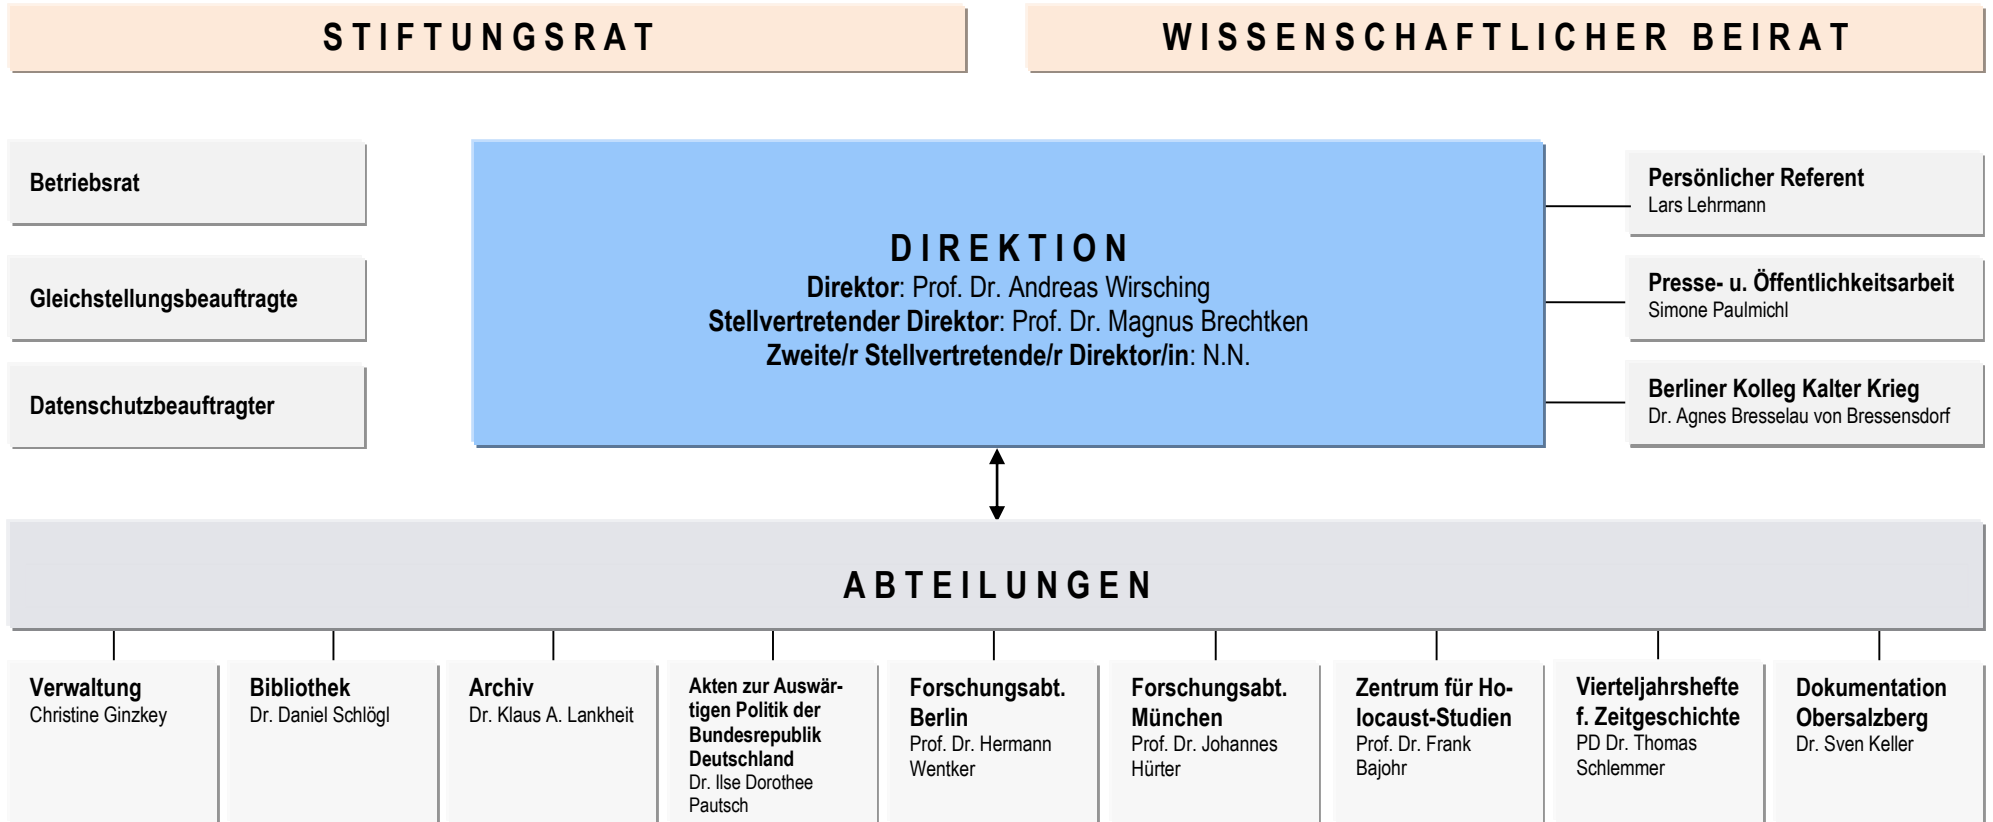 STIFTUNGSRAT
WISSENSCHAFTLICHER BEIRAT
Betriebsrat
Gleichstellungsbeauftragte
Datenschutzbeauftragter
DIREKTION
Direktor: Prof. Dr. Andreas Wirsching
Stellvertretender Direktor: Prof. Dr. Magnus Brechtken
Zweite/r Stellvertretende/r Direktor/in: N.N.
Persönlicher Referent
Lars Lehrmann
Presse- u. Öffentlichkeitsarbeit
Simone Paulmichl
Berliner Kolleg Kalter Krieg
Dr. Agnes Bresselau von Bressensdorf
ABTEILUNGEN
Verwaltung
Christine Ginzkey
Bibliothek
Dr. Daniel Schlögl
Archiv
Dr. Klaus A. Lankheit
Akten zur Auswär-
tigen Politik der
Bundesrepublik
Deutschland
Dr. Ilse Dorothee
Pautsch
Forschungsabt.
Berlin
Prof. Dr. Hermann
Wentker
Forschungsabt.
München
Prof. Dr. Johannes
Hürter
Zentrum für Ho-
locaust-Studien
Prof. Dr. Frank
Bajohr
Vierteljahrshefte
f. Zeitgeschichte
PD Dr. Thomas
Schlemmer
Dokumentation
Obersalzberg
Dr. Sven Keller